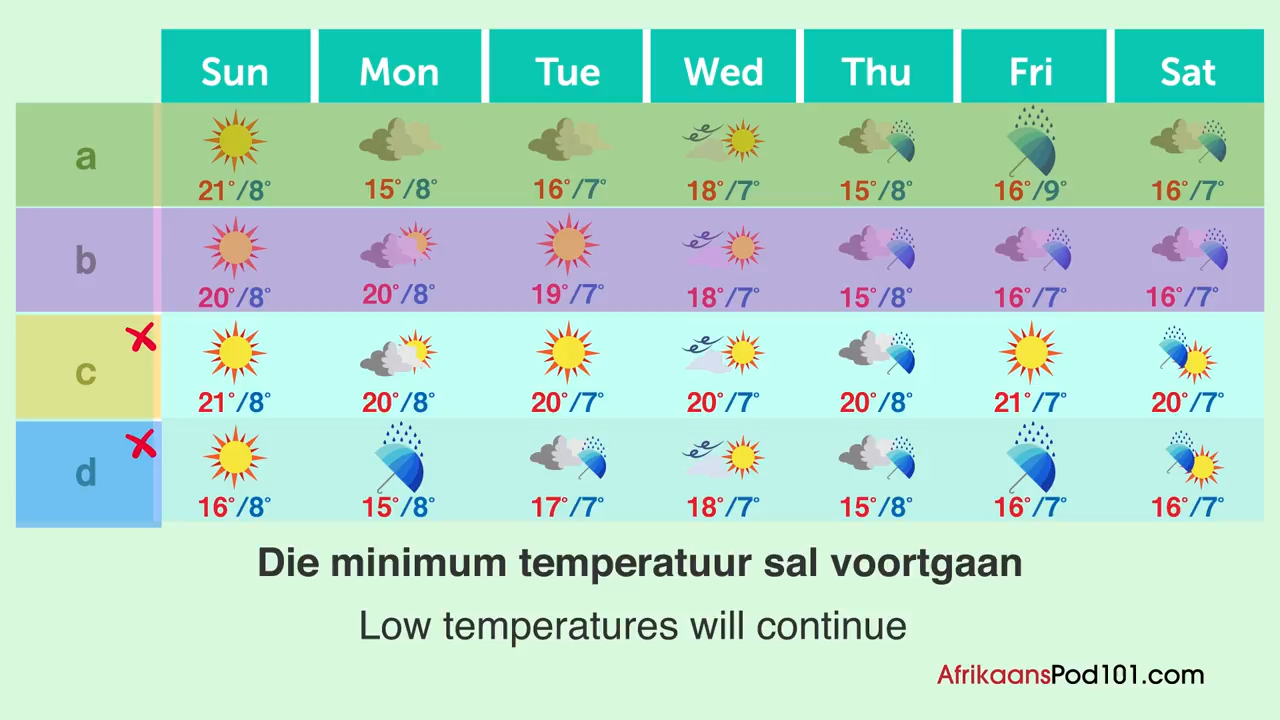 Sun Mon Tue Wed Thu Fri Sat
a
21°/8° 15°/8° 16°/7° 18°/7° 15°/8° 16°/9° 16°/7°
b
20°/8° 20°/8° 19°/7° 18°/7° 15°/8° 16°/7° 16°/7°
c
21°/8° 20°/8° 20°/7° 20°/7° 20°/8° 21°/7° 20°/7°
d
16°/8° 15°/8 17°/7° 18°/7° 15°/8° 16°/7° 16°/7°
Die minimum temperatuur sal voortgaan
Low temperatures will continue
AfrikaansPod101.com